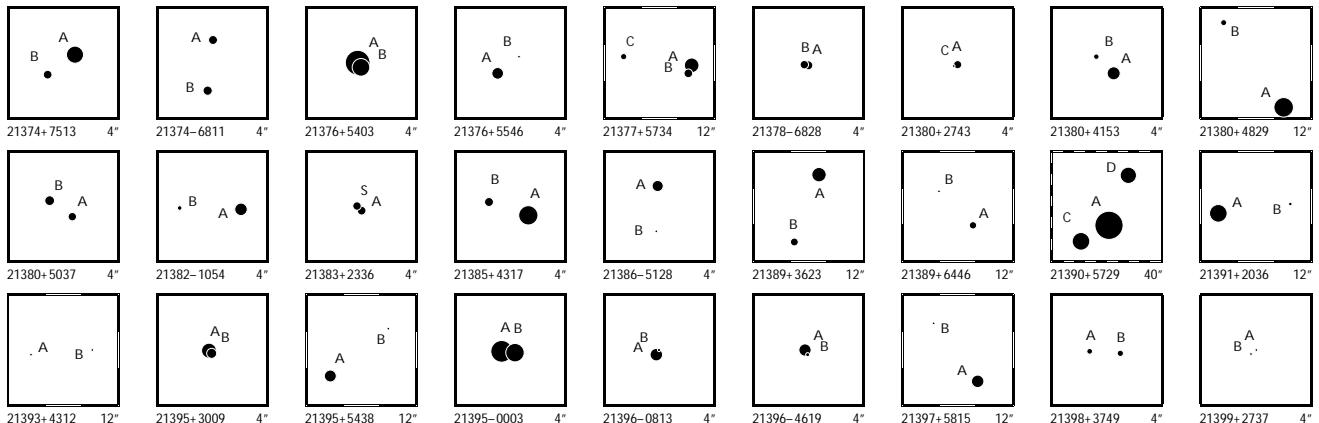 A
B
21374+7513 4″
A
B
21374−6811 4″
A
B
21376+5403 4″
B
A
21376+5546 4″
C
A
B
21377+5734 12″
B A
21378−6828 4″
C A
21380+2743 4″
B
A
21380+4153 4″
B
A
21380+4829 12″
B
A
21380+5037 4″
B
A
21382−1054 4″
S
A
21383+2336 4″
B
A
21385+4317 4″
A
B
21386−5128 4″
A
B
21389+3623 12″
B
A
21389+6446 12″
D
A
C
21390+5729 40″
A
B
21391+2036 12″
A
B
21393+4312 12″
A B
21395+3009 4″
B
A
21395+5438 12″
A B
21395−0003 4″
B
A
21396−0813 4″
A
B
21396−4619 4″
B
A
21397+5815 12″
A B
21398+3749 4″
A
B
21399+2737 4″